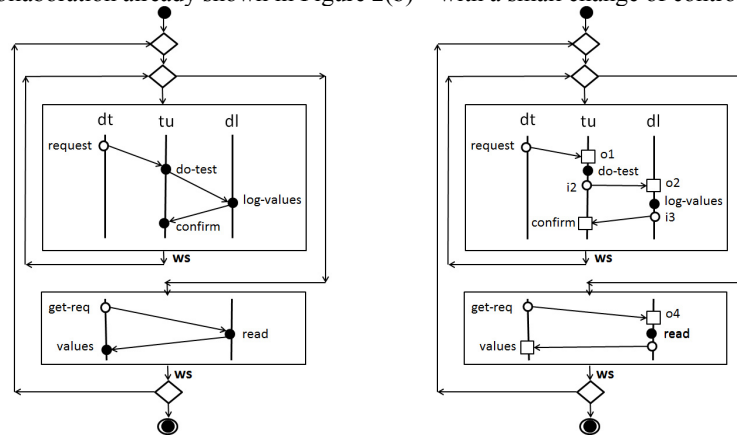 ollaboration already shown in Figure 2(b) – with a small change of contro
dt tu dl
request
do-test
log-values
confirm
ws
get-req
read
values
ws
dt tu dl
request
o1
do-test
i2
o2
log-values
i3
confirm
ws
get-req
o4
read
values
ws